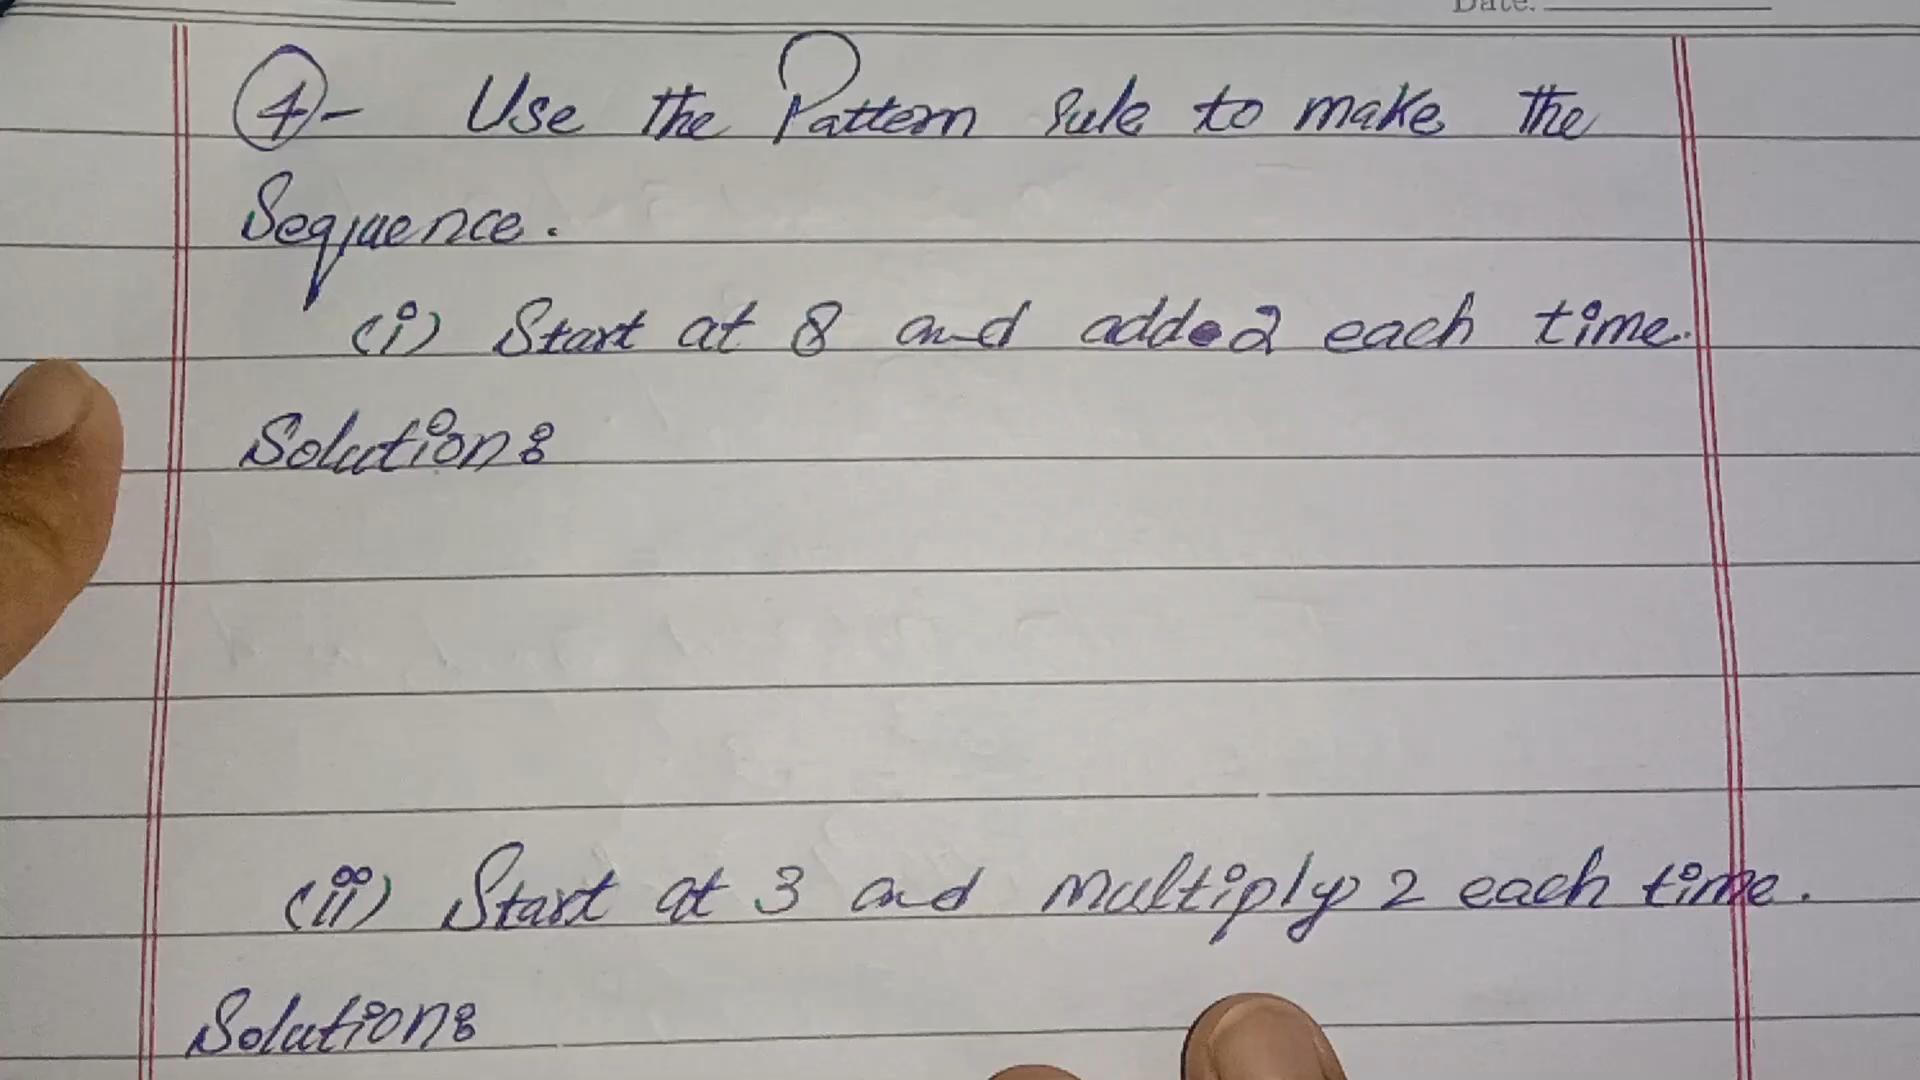 Date.
4- Use the Pattern rule to make the
Sequence.
(i) Start at 8 and add 2 each time.
Solution:
(ii) Start at 3 and multiply 2 each time.
Solution: